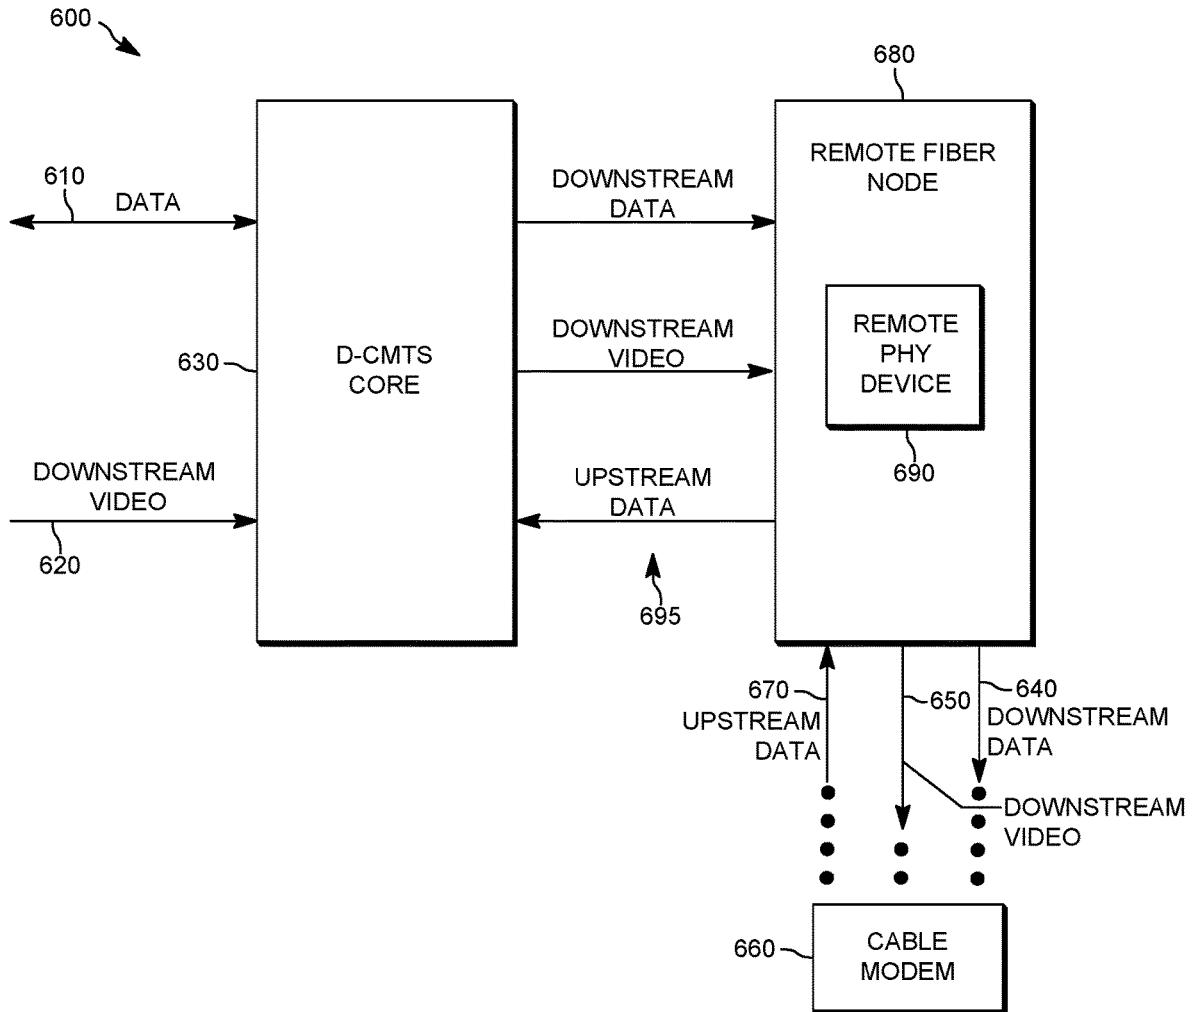 600
680
REMOTE FIBER
NODE
610
DATA
DOWNSTREAM
DATA
630
D-CMTS
CORE
DOWNSTREAM
VIDEO
REMOTE
PHY
DEVICE
690
DOWNSTREAM
VIDEO
620
UPSTREAM
DATA
695
670
UPSTREAM
DATA
650
640
DOWNSTREAM
DATA
DOWNSTREAM
VIDEO
660
CABLE
MODEM